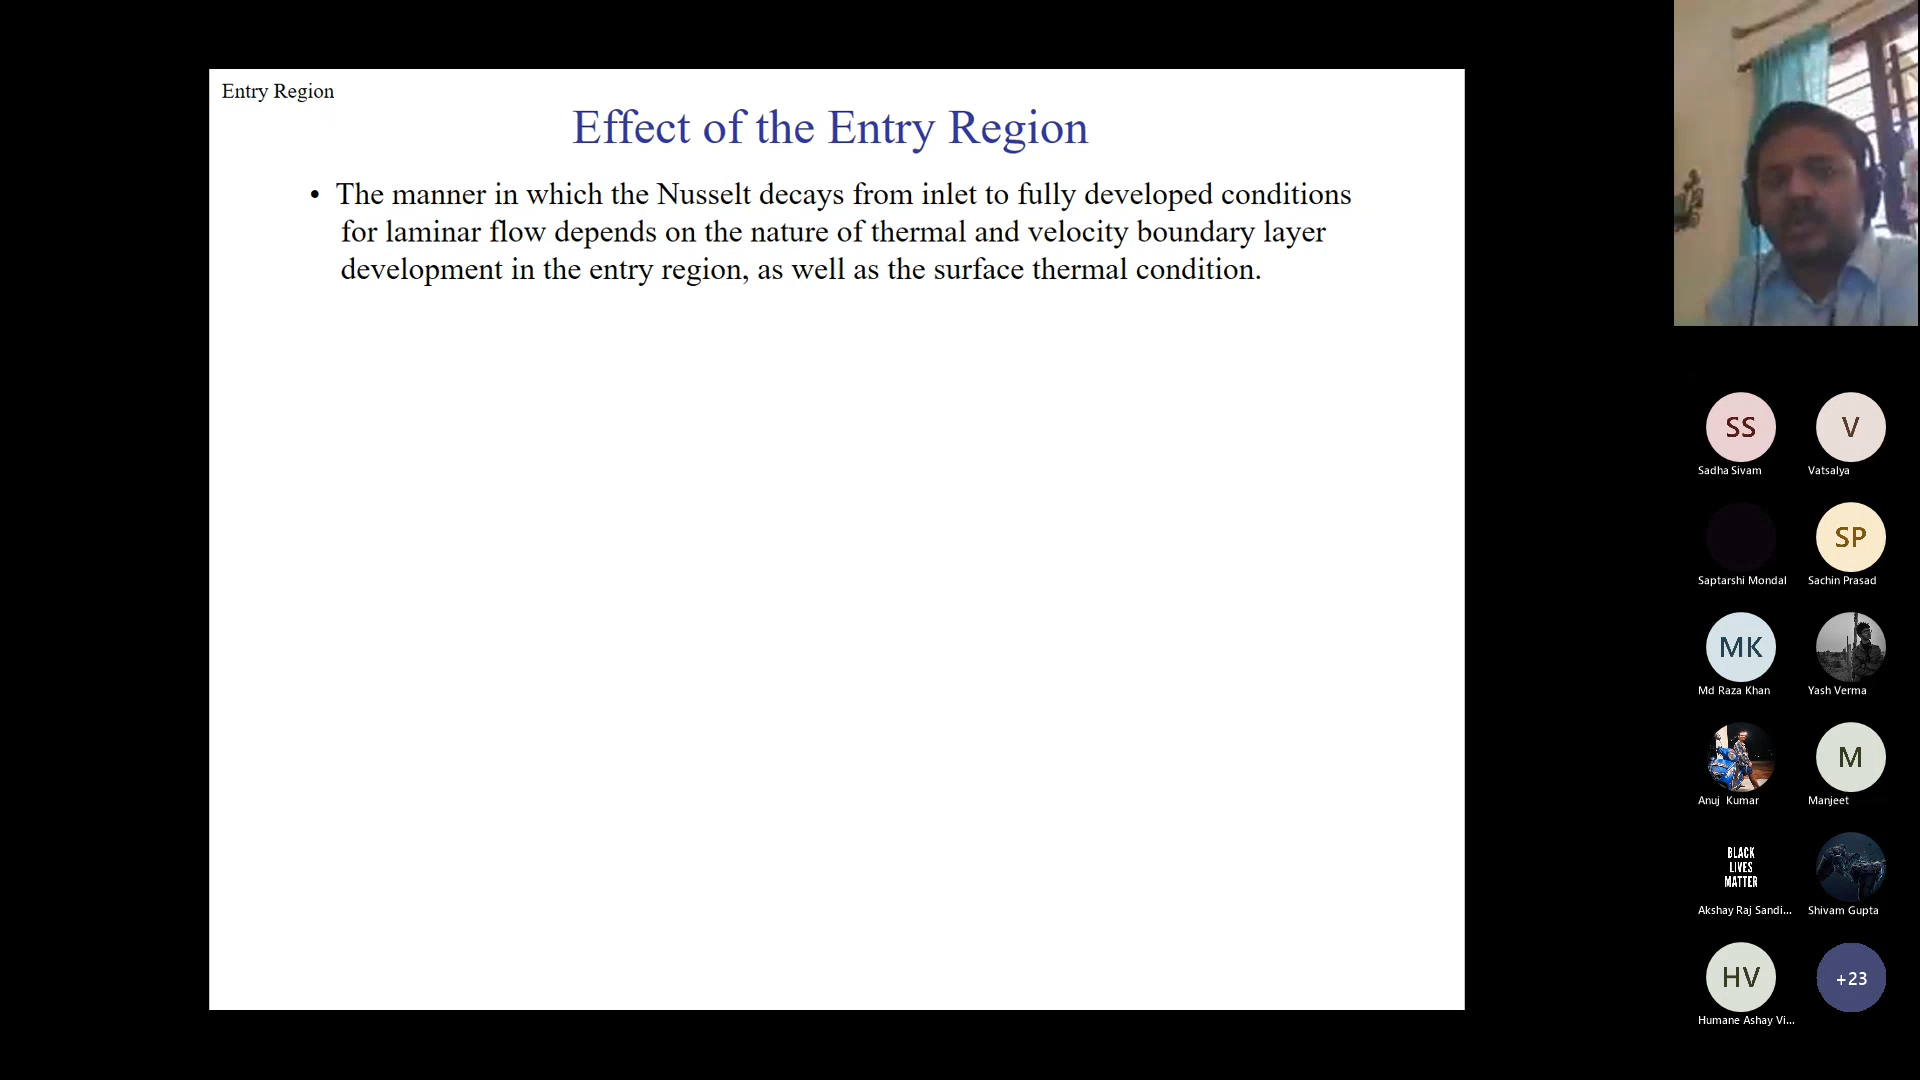 Entry Region
Effect of the Entry Region
• The manner in which the Nusselt decays from inlet to fully developed conditions
for laminar flow depends on the nature of thermal and velocity boundary layer
development in the entry region, as well as the surface thermal condition.
SS
V
Sadha Sivam
Vatsalya
SP
Saptarshi Mondal
Sachin Prasad
MK
Md Raza Khan
Yash Verma
M
Anuj Kumar
Manjeet
BLACK
LIVES
MATTER
Akshay Raj Sandi...
Shivam Gupta
HV
+23
Humane Ashay Vi...